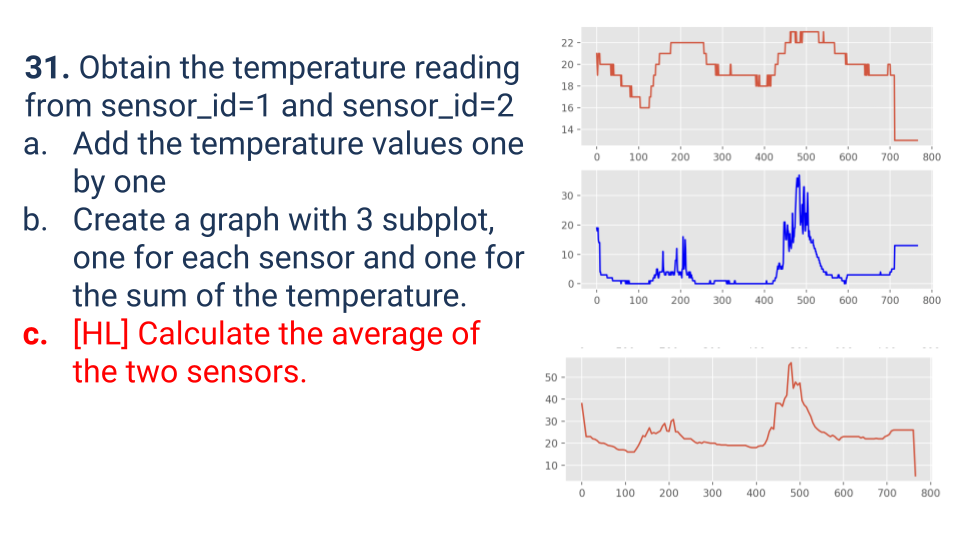 31. Obtain the temperature reading
from sensor_id=1 and sensor_id=2
a. Add the temperature values one
by one
b. Create a graph with 3 subplot,
one for each sensor and one for
the sum of the temperature.
c. [HL] Calculate the average of
the two sensors.
22
20
18
16
14
0 100 200 300 400 500 600 700 800
30
20
10
0
0 100 200 300 400 500 600 700 800
50
40
30
20
10
0 100 200 300 400 500 600 700 800